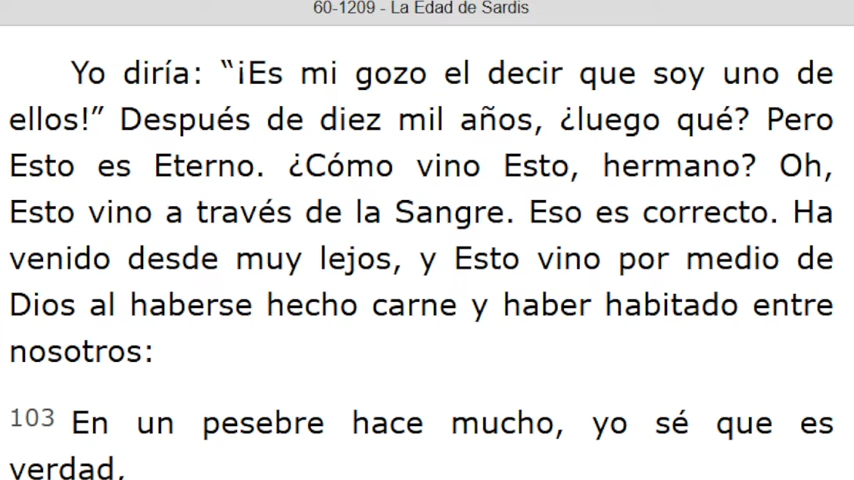 60-1209 - La Edad de Sardis
Yo diría: “¡Es mi gozo el decir que soy uno de
ellos!” Después de diez mil años, ¿luego qué? Pero
Esto es Eterno. ¿Cómo vino Esto, hermano? Oh,
Esto vino a través de la Sangre. Eso es correcto. Ha
venido desde muy lejos, y Esto vino por medio de
Dios al haberse hecho carne y haber habitado entre
nosotros:
103 En un pesebre hace mucho, yo sé que es
verdad,